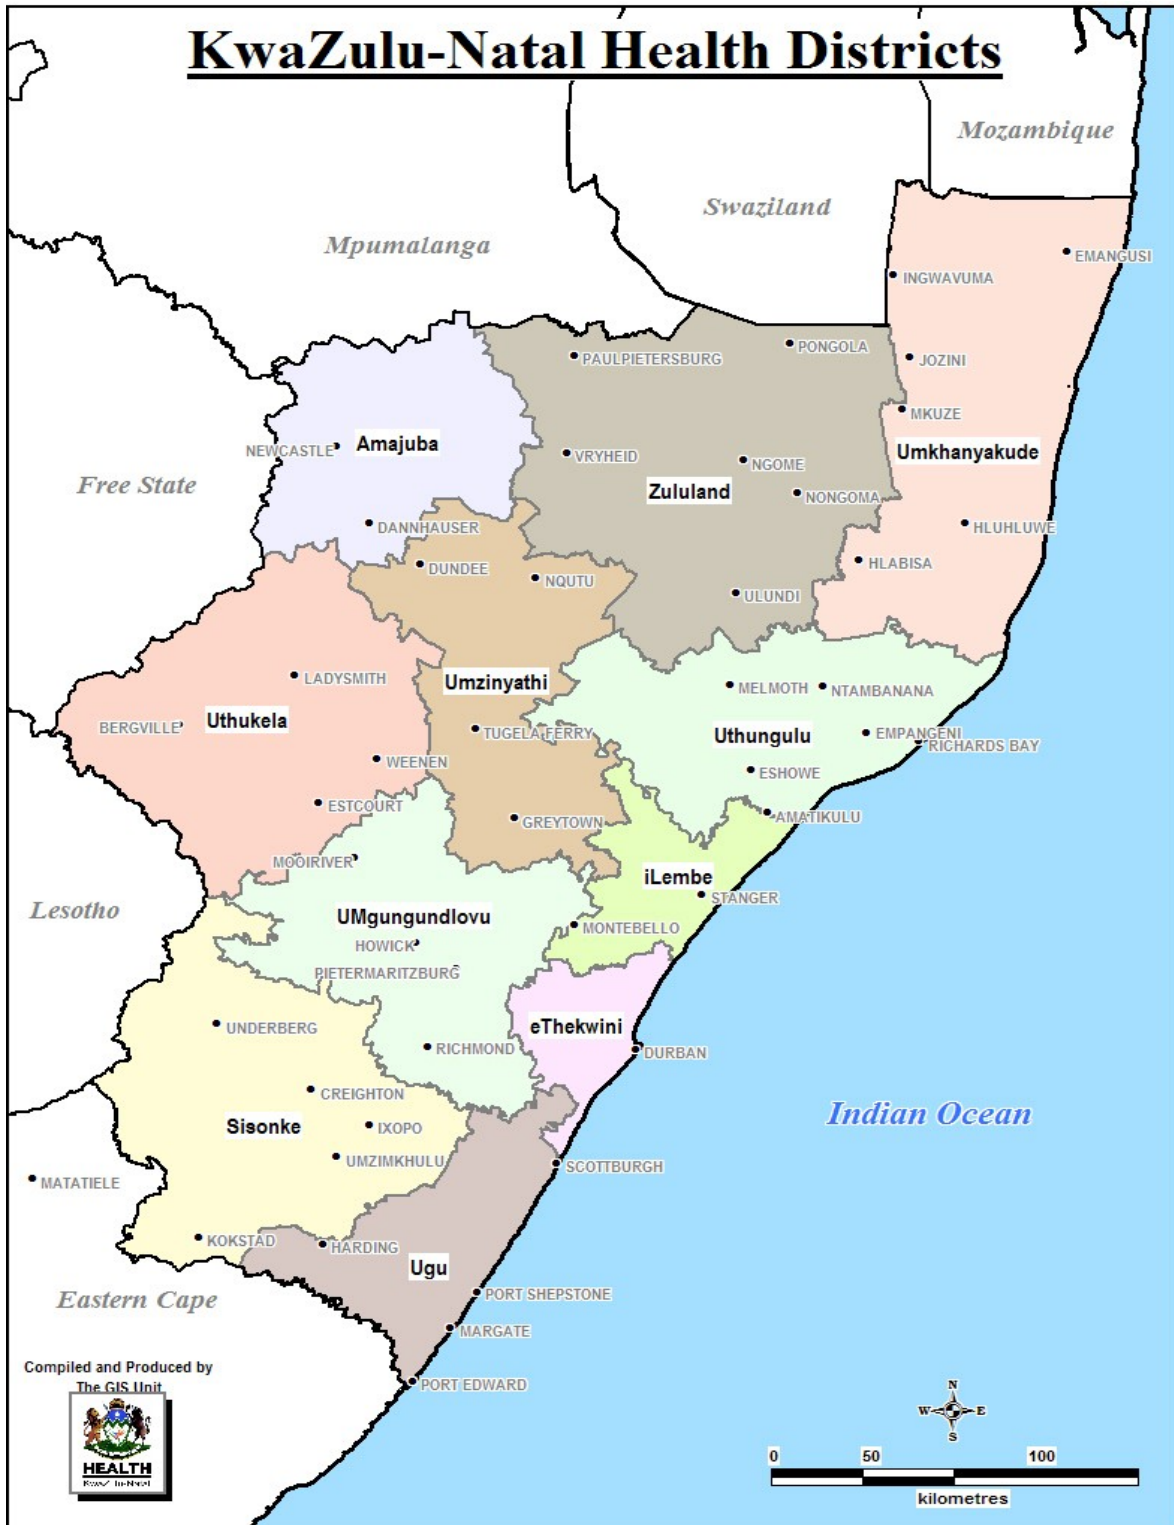 KwaZulu-Natal Health Districts
Mozambique
Swaziland
Mpumalanga
EMANGUSI
INGWAVUMA
PAULPIETERSBURG
PONGOLA
JOZINI
MKUZE
NEWCASTLE
Amajuba
Umkhanyakude
VRYHEID
NGOME
Free State
Zululand
NONGOMA
DANNHAUSER
HLUHLUWE
DUNDEE
NQUTU
HLABISA
ULUNDI
LADYSMITH
Umzinyathi
MELMOTH
NTAMBANANA
BERGVILLE
Uthukela
TUGELA FERRY
Uthungulu
EMPANGENI
RICHARDS BAY
WEENEN
ESHOWE
ESTCOURT
GREYTOWN
AMATIKULU
MOOIRIVER
iLembe
STANGER
Lesotho
UMgungundlovu
MONTEBELLO
HOWICK
PIETERMARITZBURG
UNDERBERG
eThekwini
RICHMOND
DURBAN
CREIGHTON
Indian Ocean
Sisonke
IXOPO
UMZIMKHULU
SCOTTBURGH
MATATIELE
KOKSTAD
HARDING
Ugu
Eastern Cape
PORT SHEPSTONE
MARGATE
PORT EDWARD
Compiled and Produced by
The GIS Unit
HEALTH
KwaZulu-Natal
N
W E
S
0 50 100
kilometres